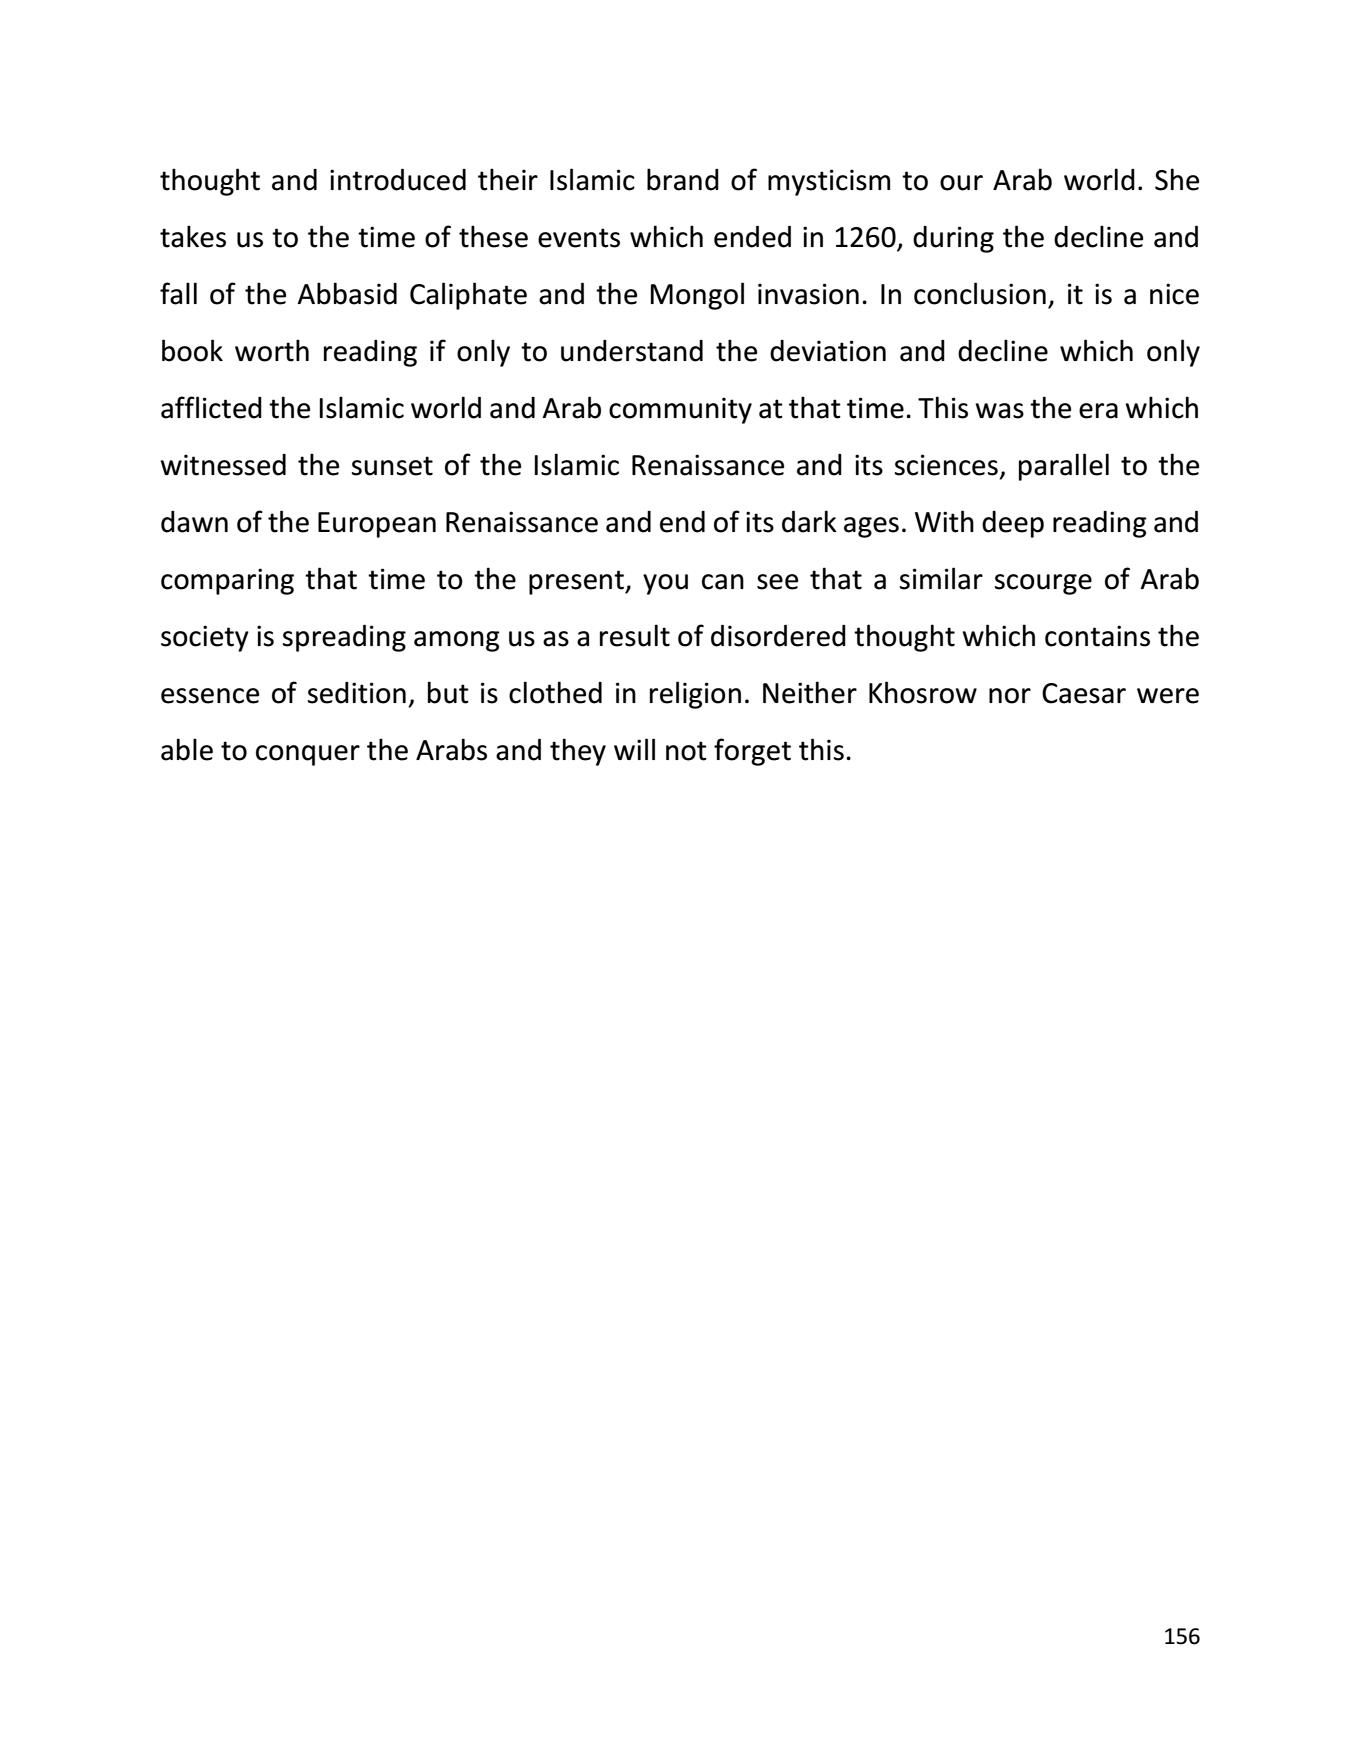 thought and introduced their Islamic brand of mysticism to our Arab world. She
takes us to the time of these events which ended in 1260, during the decline and
fall of the Abbasid Caliphate and the Mongol invasion. In conclusion, it is a nice
book worth reading if only to understand the deviation and decline which only
afflicted the Islamic world and Arab community at that time. This was the era which
witnessed the sunset of the Islamic Renaissance and its sciences, parallel to the
dawn of the European Renaissance and end of its dark ages. With deep reading and
comparing that time to the present, you can see that a similar scourge of Arab
society is spreading among us as a result of disordered thought which contains the
essence of sedition, but is clothed in religion. Neither Khosrow nor Caesar were
able to conquer the Arabs and they will not forget this.
156